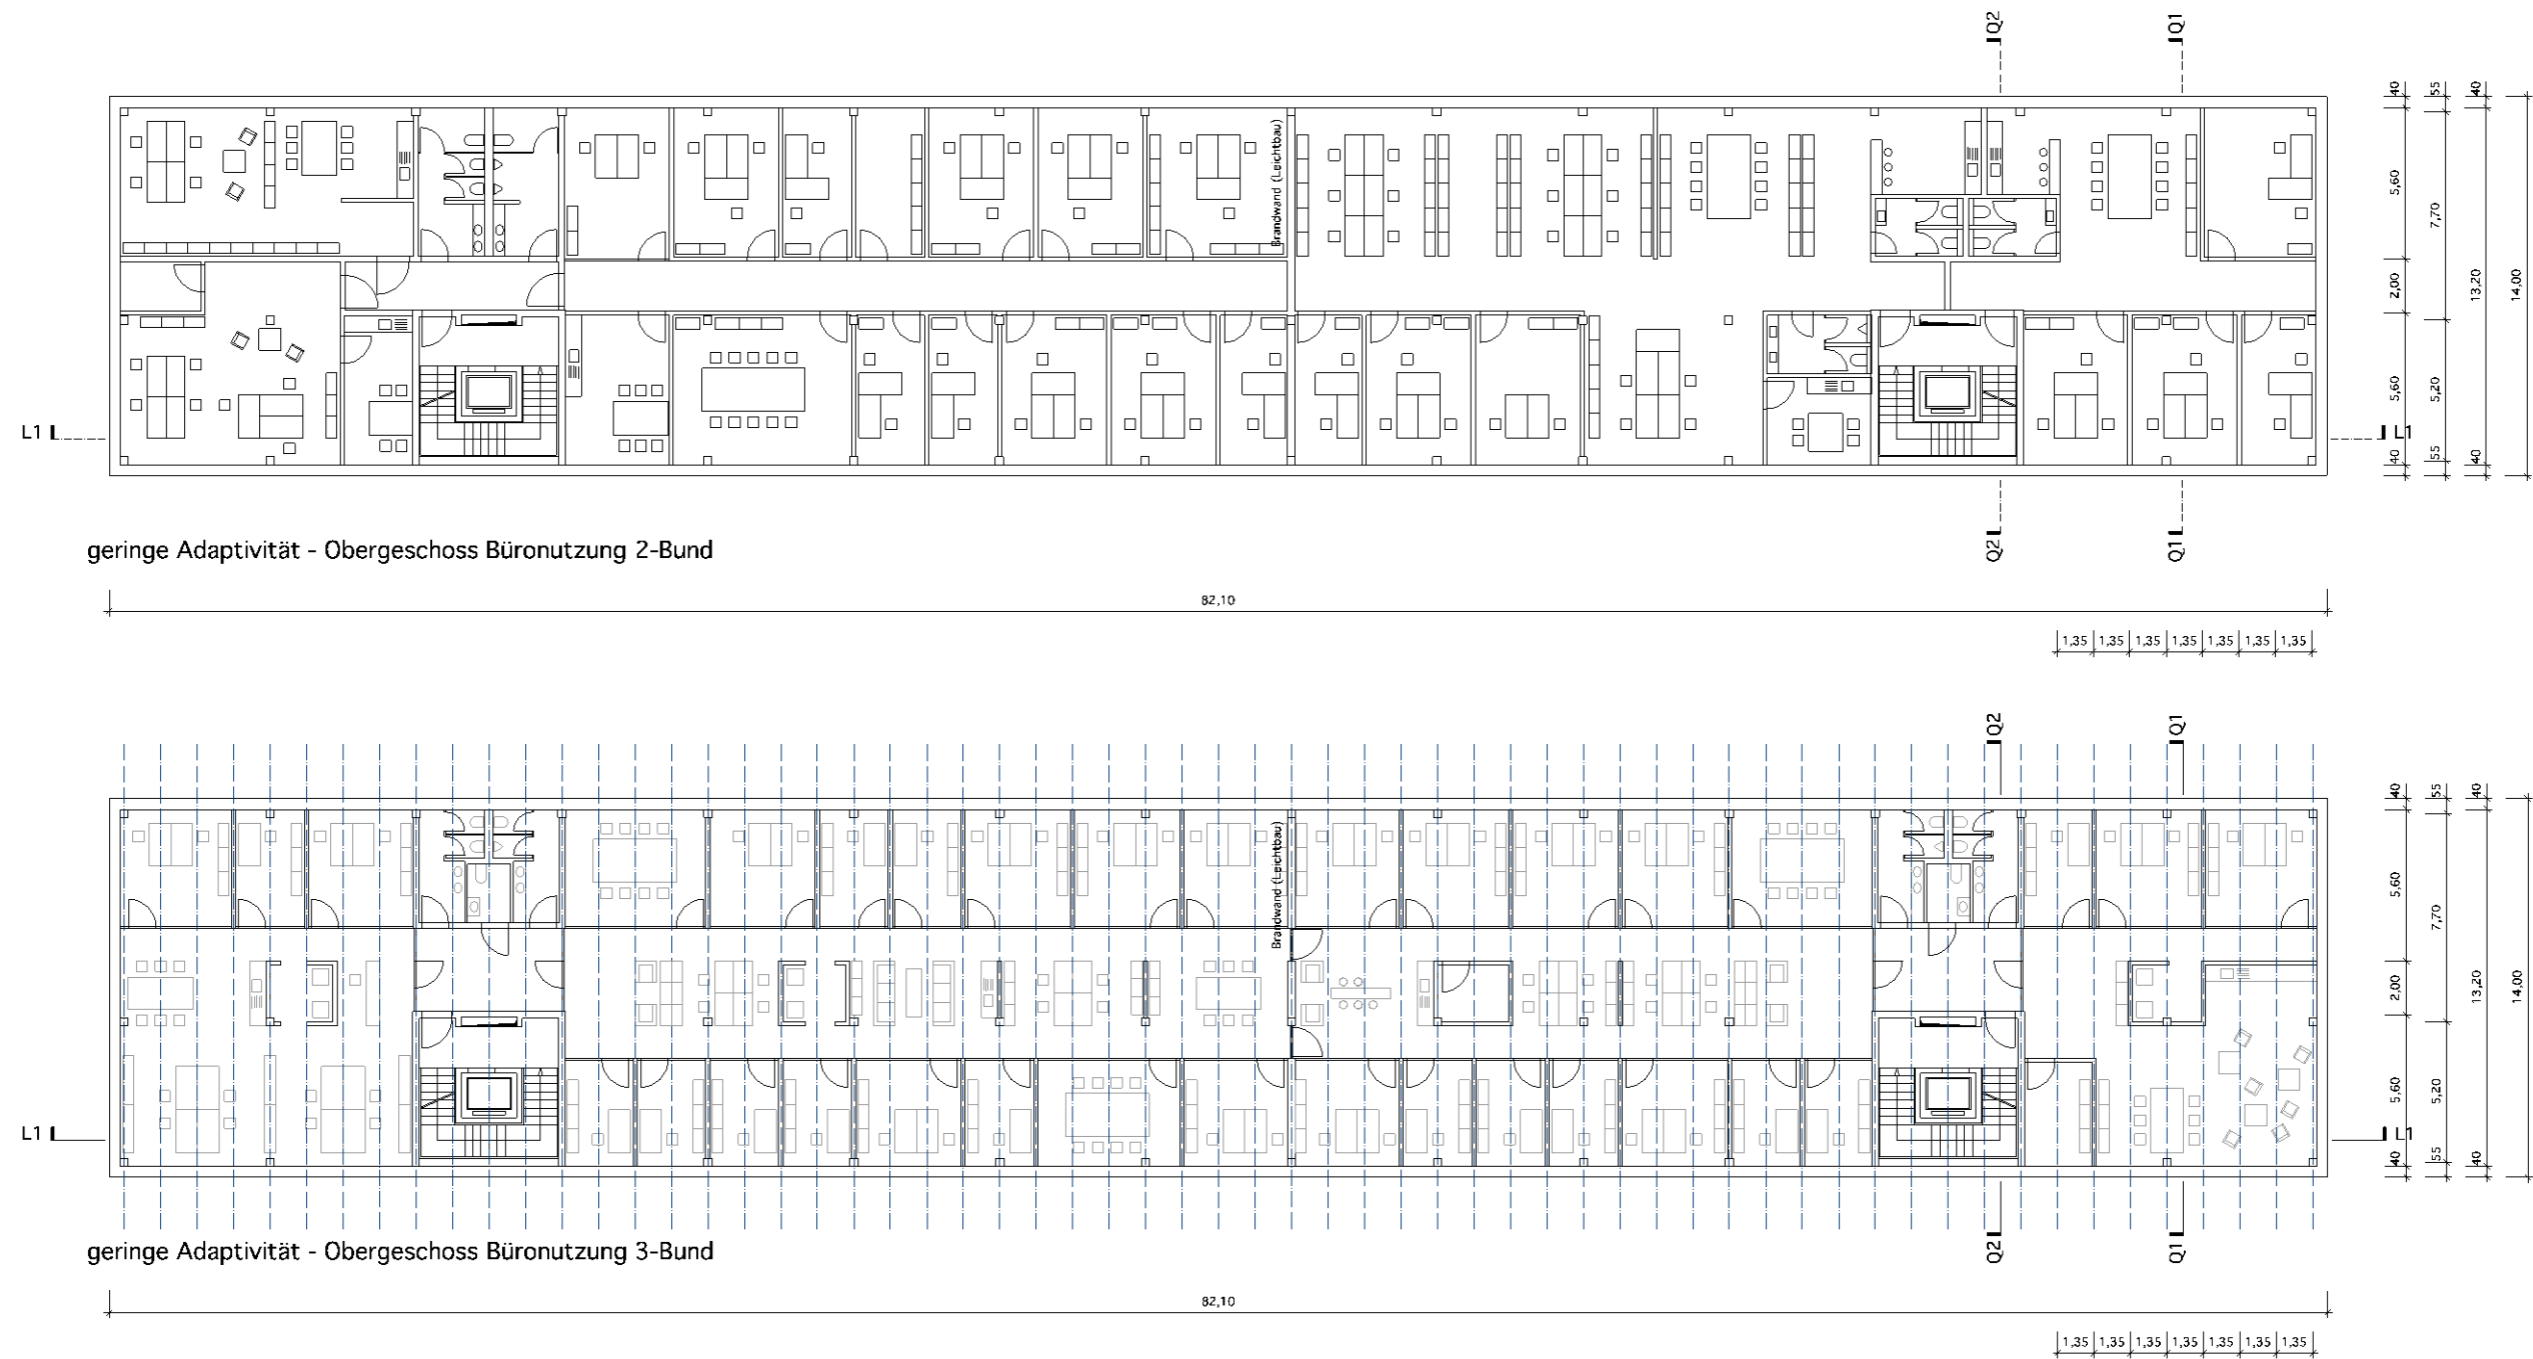 Q2 Q1
40 55 40
5,60 7,70
2,00 13,20 14,00
5,60 5,20
40 55 40
Brandwand (Leichtbau)
L1 L1
Q2 Q1
geringe Adaptivität - Obergeschoss Büronutzung 2-Bund
82,10
1,35 1,35 1,35 1,35 1,35 1,35 1,35
Q2 Q1
40 55 40
5,60 7,70
2,00 13,20 14,00
5,60 5,20
40 55 40
Brandwand (Leichtbau)
L1 L1
Q2 Q1
geringe Adaptivität - Obergeschoss Büronutzung 3-Bund
82,10
1,35 1,35 1,35 1,35 1,35 1,35 1,35